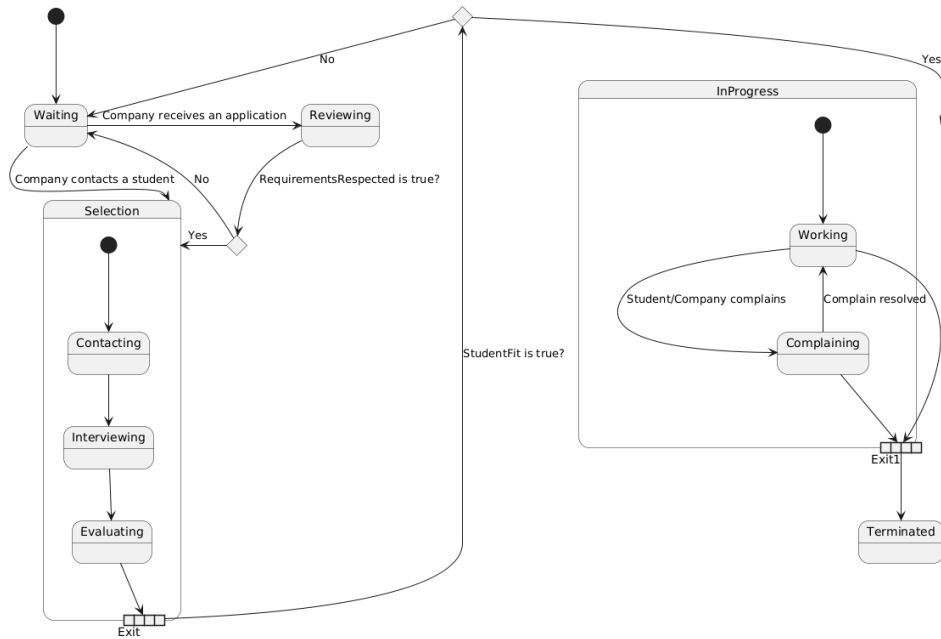 No
Yes
InProgress
Waiting
Company receives an application
Reviewing
Company contacts a student
No
RequirementsRespected is true?
Selection
Yes
Working
Student/Company complains
Complain resolved
Contacting
Complaining
StudentFit is true?
Interviewing
Exit1
Evaluating
Terminated
Exit